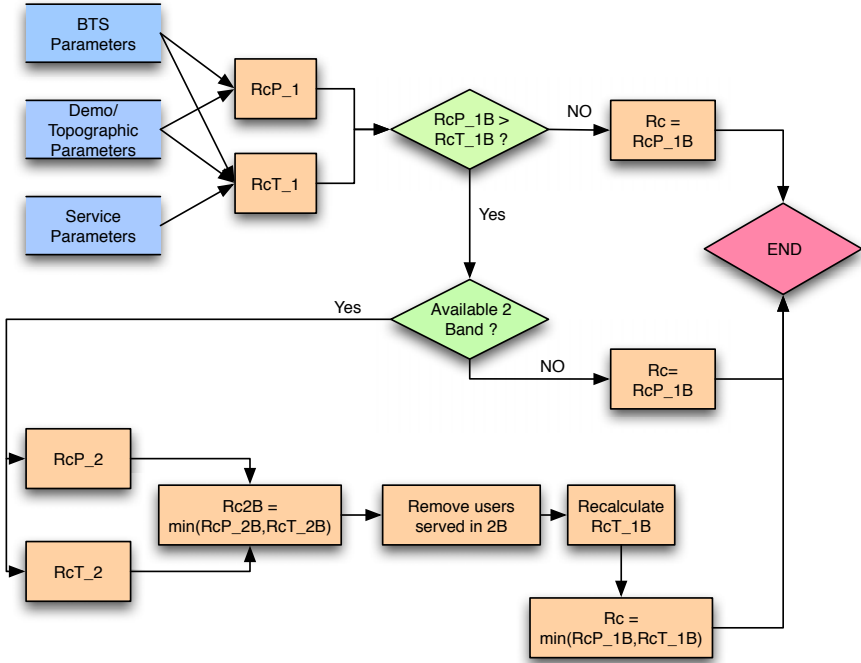 BTS
Parameters
Demo/
Topographic
Parameters
Service
Parameters
RcP_1
RcT_1
RcP_1B >
RcT_1B ?
NO
Rc =
RcP_1B
Yes
END
Available 2
Band ?
Yes
NO
Rc=
RcP_1B
RcP_2
RcT_2
Rc2B =
min(RcP_2B,RcT_2B)
Remove users
served in 2B
Recalculate
RcT_1B
Rc =
min(RcP_1B,RcT_1B)